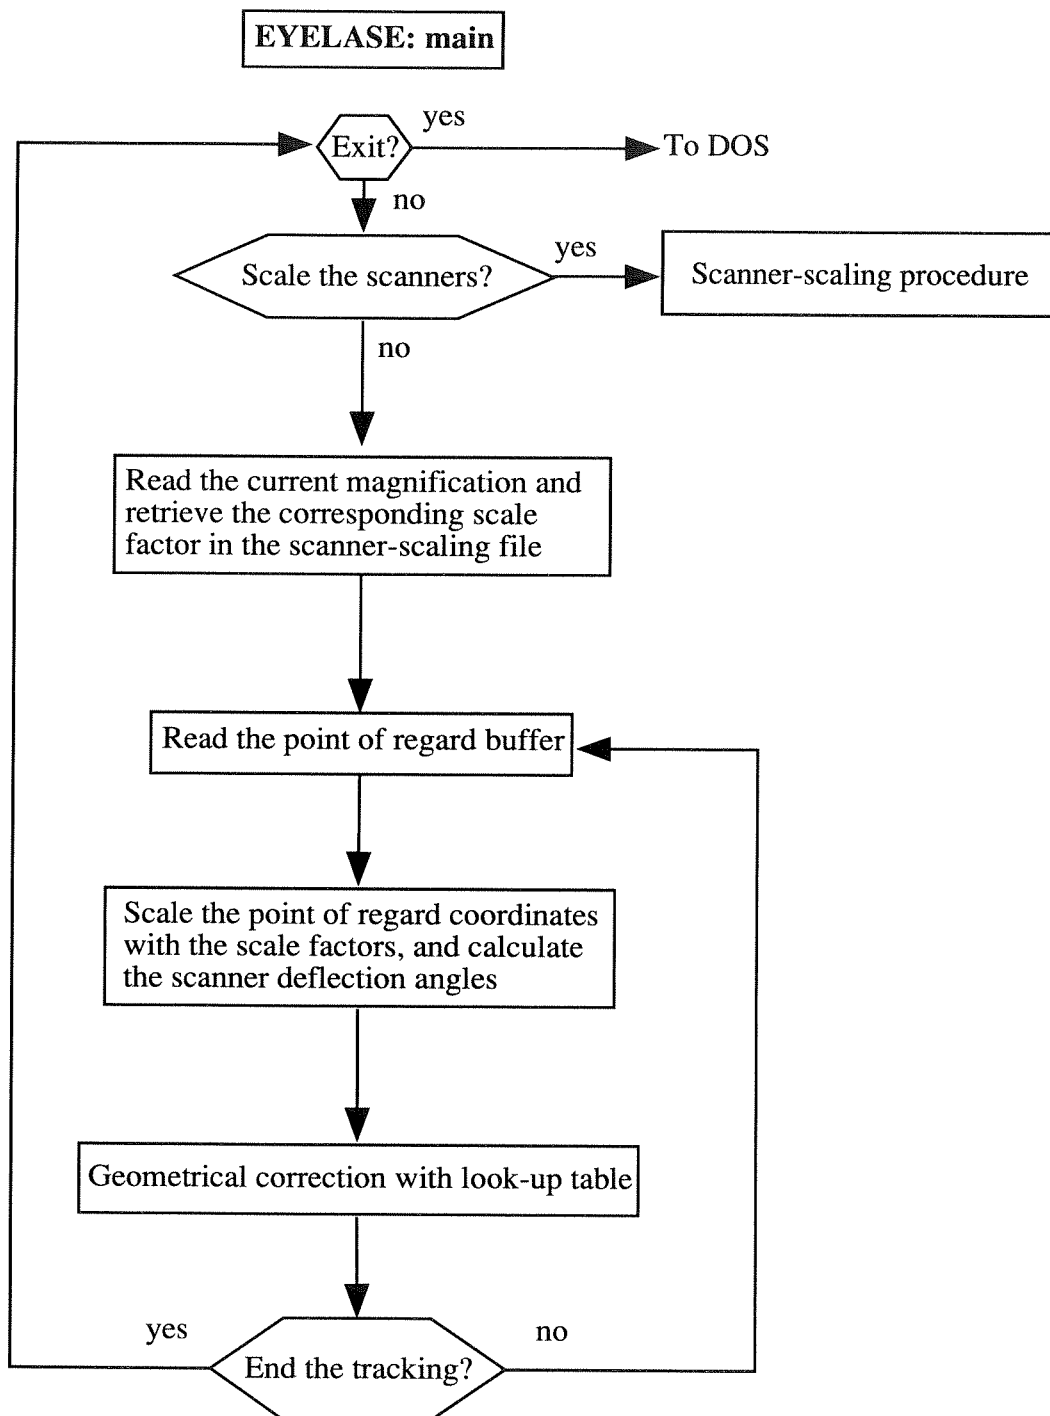 EYELASE: main
yes
Exit?
To DOS
no
yes
Scale the scanners?
Scanner-scaling procedure
no
Read the current magnification and
retrieve the corresponding scale
factor in the scanner-scaling file
Read the point of regard buffer
Scale the point of regard coordinates
with the scale factors, and calculate
the scanner deflection angles
Geometrical correction with look-up table
yes
no
End the tracking?